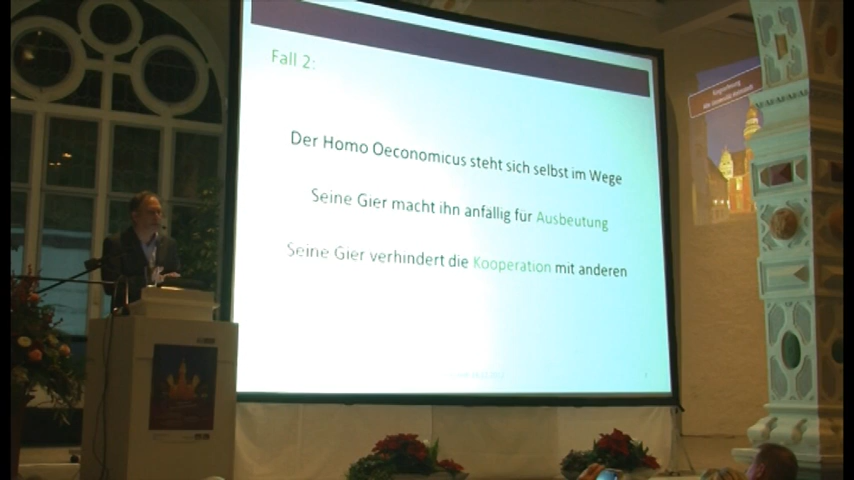 Fall 2:
Der Homo Oeconomicus steht sich selbst im Wege
Seine Gier macht ihn anfällig für Ausbeutung
Seine Gier verhindert die Kooperation mit anderen